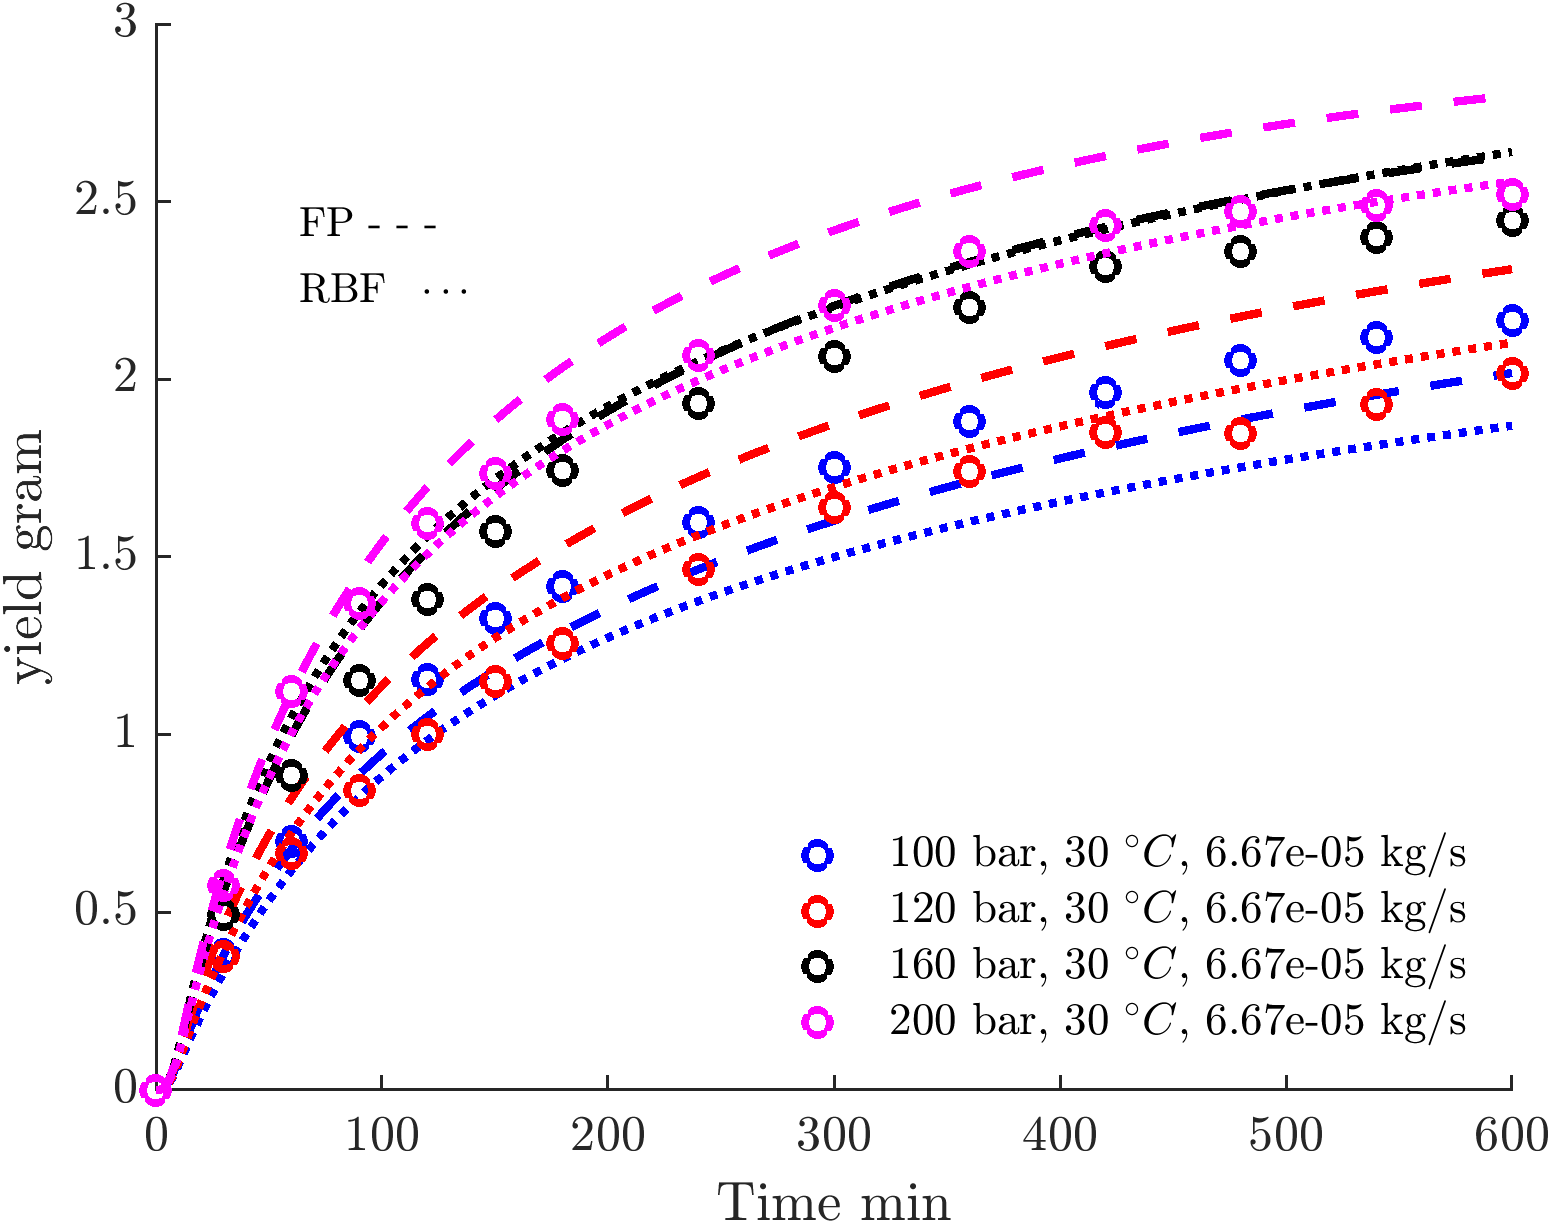 3
2.5
2
1.5
1
0.5
0
0 100 200 300 400 500 600
yield gram
Time min
FP - - -
RBF ···
100 bar, 30 °C, 6.67e-05 kg/s
120 bar, 30 °C, 6.67e-05 kg/s
160 bar, 30 °C, 6.67e-05 kg/s
200 bar, 30 °C, 6.67e-05 kg/s